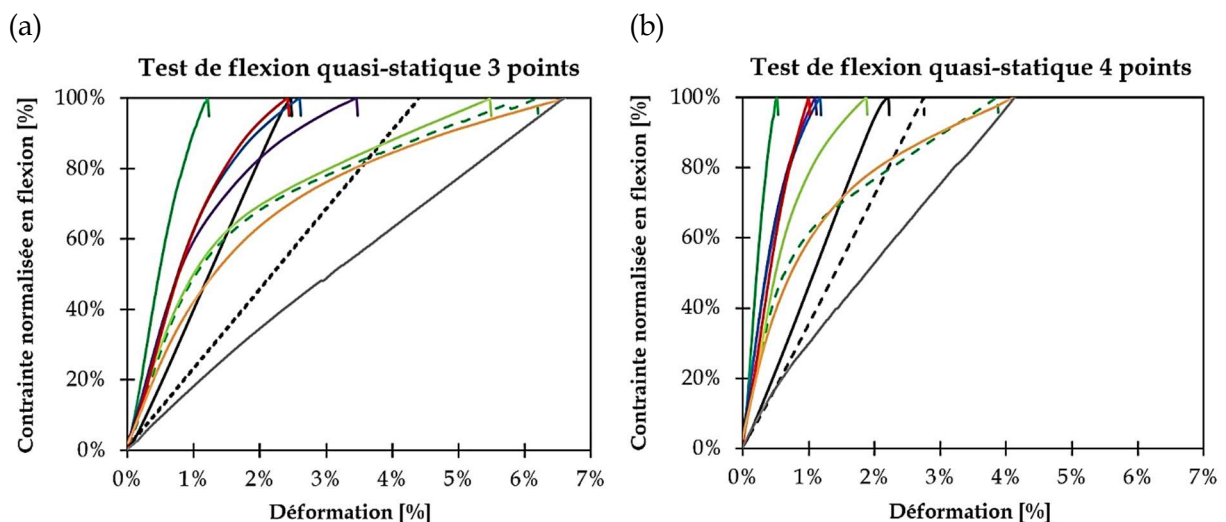 (a)
Test de flexion quasi-statique 3 points
Contrainte normalisée en flexion [%]
100%
80%
60%
40%
20%
0%
0% 1% 2% 3% 4% 5% 6% 7%
Déformation [%]
(b)
Test de flexion quasi-statique 4 points
Contrainte normalisée en flexion [%]
100%
80%
60%
40%
20%
0%
0% 1% 2% 3% 4% 5% 6% 7%
Déformation [%]